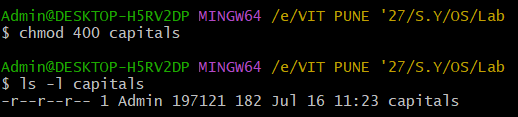 Admin@DESKTOP-H5RV2DP MINGW64 /e/VIT PUNE '27/S.Y/OS/Lab
$ chmod 400 capitals
Admin@DESKTOP-H5RV2DP MINGW64 /e/VIT PUNE '27/S.Y/OS/Lab
$ ls -l capitals
-r--r--r-- 1 Admin 197121 182 Jul 16 11:23 capitals